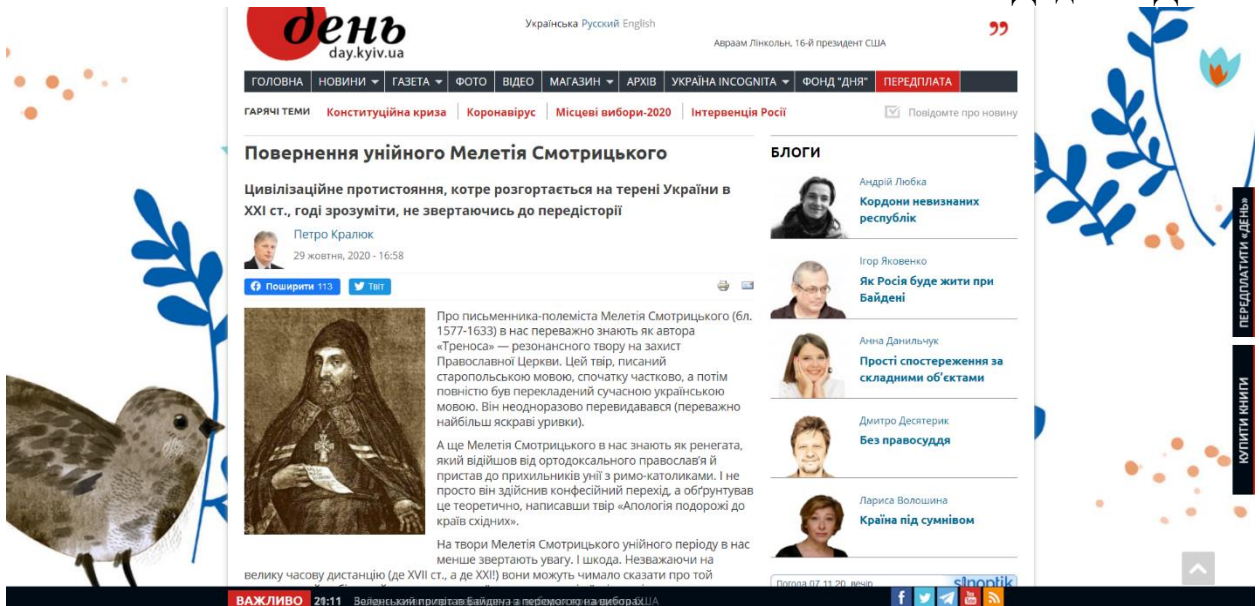 день
day.kyiv.ua
Українська Русский English
Авраам Лінкольн, 16-й президент США
ГОЛОВНА НОВИНИ ГАЗЕТА ФОТО ВІДЕО МАГАЗИН АРХІВ УКРАЇНА INCOGNITA ФОНД "ДНЯ" ПЕРЕДПЛАТА
ГАРЯЧІ ТЕМИ Конституційна криза Коронавірус Місцеві вибори-2020 Інтервенція Росії Повідомте про новину
Повернення унійного Мелетія Смотрицького
Цивілізаційне протистояння, котре розгортається на терені України в
XXI ст., годі зрозуміти, не звертаючись до передісторії
Петро Кралюк
29 жовтня, 2020 - 16:58
Поширити 113 Твіт
Про письменника-полеміста Мелетія Смотрицького (бл.
1577-1633) в нас переважно знають як автора
«Треноса» — резонансного твору на захист
Православної Церкви. Цей твір, писаний
старопольською мовою, спочатку частково, а потім
повністю був перекладений сучасною українською
мовою. Він неодноразово перевидавався (переважно
найбільш яскраві уривки).
А ще Мелетія Смотрицького в нас знають як ренегата,
який відійшов від ортодоксального православ'я й
пристав до прихильників унії з римо-католиками. І не
просто він здійснив конфесійний перехід, а обґрунтував
це теоретично, написавши твір «Апологія подорожі до
країв східних».
На твори Мелетія Смотрицького унійного періоду в нас
менше звертають увагу. І шкода. Незважаючи на
велику часову дистанцію (де XVII ст., а де XXI!) вони можуть чимало сказати про той
БЛОГИ
Андрій Любка
Кордони невизнаних
республік
Ігор Яковенко
Як Росія буде жити при
Байдені
Анна Данильчук
Прості спостереження за
складними об'єктами
Дмитро Десятерик
Без правосуддя
Лариса Волошина
Країна під сумнівом
Погода 07.11.20, вечір sinoptik
ПЕРЕДПЛАТИТИ «ДЕНЬ»
КУПИТИ КНИГИ
ВАЖЛИВО